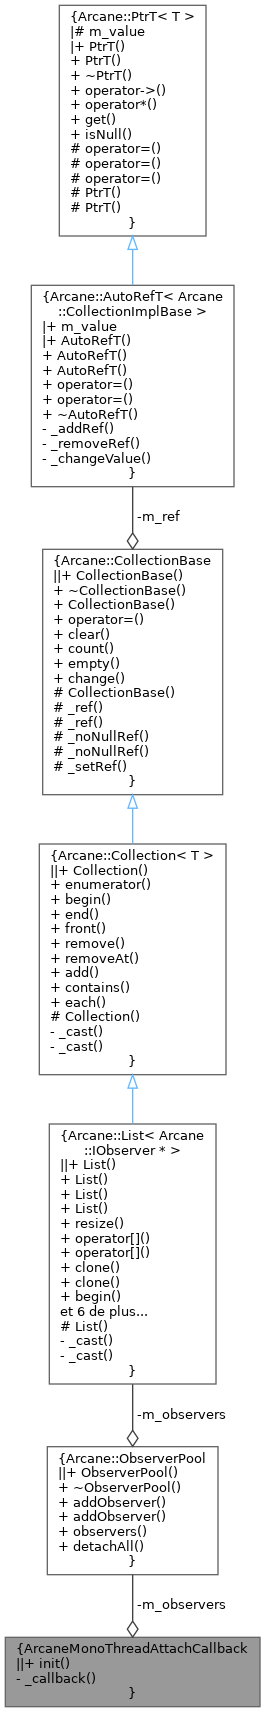 {Arcane::PtrT< T >
|# m_value
|+ PtrT()
+ PtrT()
+ ~PtrT()
+ operator->()
+ operator*()
+ get()
+ isNull()
# operator=()
# operator=()
# operator=()
# PtrT()
# PtrT()
}
{Arcane::AutoRefT< Arcane
::CollectionImplBase >
|+ m_value
|+ AutoRefT()
+ AutoRefT()
+ AutoRefT()
+ operator=()
+ operator=()
+ ~AutoRefT()
- _addRef()
- _removeRef()
- _changeValue()
}
-m_ref
{Arcane::CollectionBase
||+ CollectionBase()
+ ~CollectionBase()
+ CollectionBase()
+ operator=()
+ clear()
+ count()
+ empty()
+ change()
# CollectionBase()
# _ref()
# _ref()
# _noNullRef()
# _noNullRef()
# _setRef()
}
{Arcane::Collection< T >
||+ Collection()
+ enumerator()
+ begin()
+ end()
+ front()
+ remove()
+ removeAt()
+ add()
+ contains()
+ each()
# Collection()
- _cast()
- _cast()
}
{Arcane::List< Arcane
::IObserver * >
||+ List()
+ List()
+ List()
+ List()
+ resize()
+ operator[]()
+ operator[]()
+ clone()
+ clone()
+ begin()
et 6 de plus...
# List()
- _cast()
- _cast()
}
-m_observers
{Arcane::ObserverPool
||+ ObserverPool()
+ ~ObserverPool()
+ addObserver()
+ addObserver()
+ observers()
+ detachAll()
}
-m_observers
{ArcaneMonoThreadAttachCallback
||+ init()
- _callback()
}